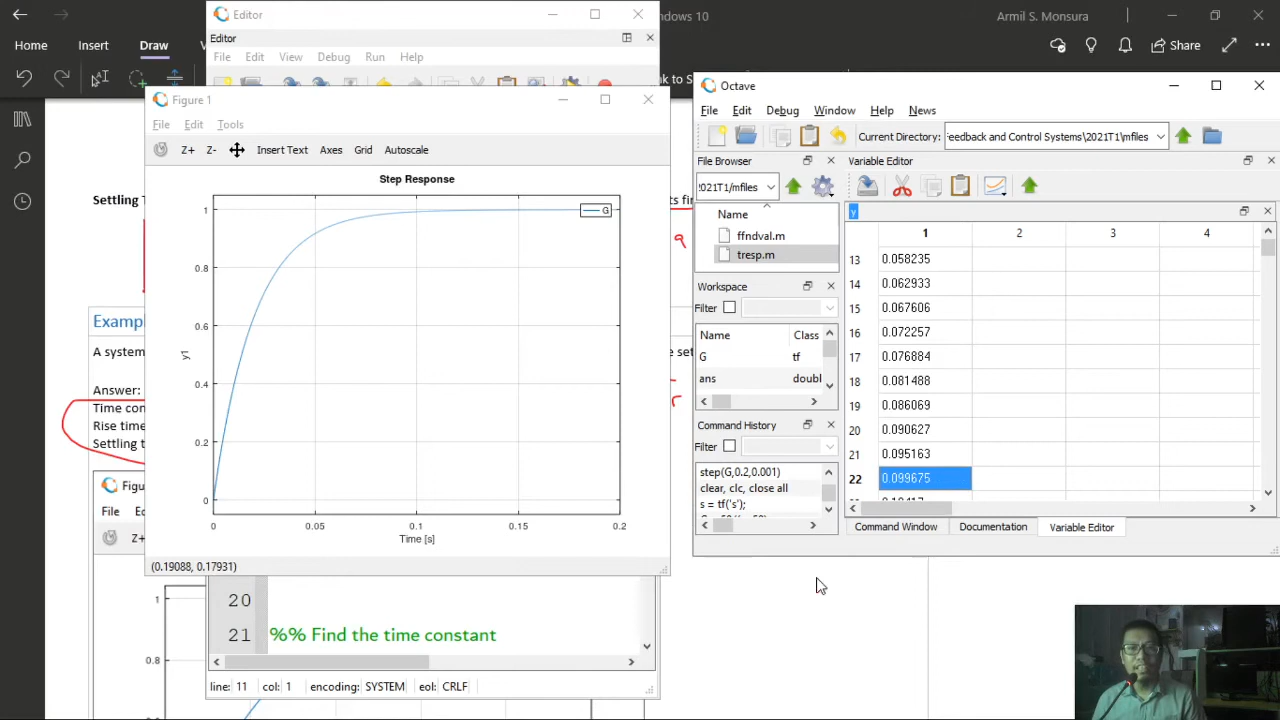 Windows 10
Armil S. Monsura
Home
Insert
Draw
Share
Editor
Editor
File Edit View Debug Run Help
Figure 1
File Edit Tools
Z+ Z- Insert Text Axes Grid Autoscale
Step Response
G
1
0.8
0.6
0.4
0.2
0
y1
0 0.05 0.1 0.15 0.2
Time [s]
(0.19088, 0.17931)
20
21 %% Find the time constant
line: 11 col: 1 encoding: SYSTEM eol: CRLF
Settling
Example
A system
Answer:
Time
Rise time
Settling
Figu
File
Z+
1
0.8
Octave
File Edit Debug Window Help News
Current Directory: Feedback and Control Systems\2021T1\mfiles
File Browser
2021T1/mfiles
Name
ffndval.m
tresp.m
Workspace
Filter
Name Class
G tf
ans doubl
Command History
Filter
step(G,0.2,0.001)
clear, clc, close all
s = tf('s');
Variable Editor
y
1 2 3 4
13 0.058235
14 0.062933
15 0.067606
16 0.072257
17 0.076884
18 0.081488
19 0.086069
20 0.090627
21 0.095163
22 0.099675
Command Window Documentation Variable Editor